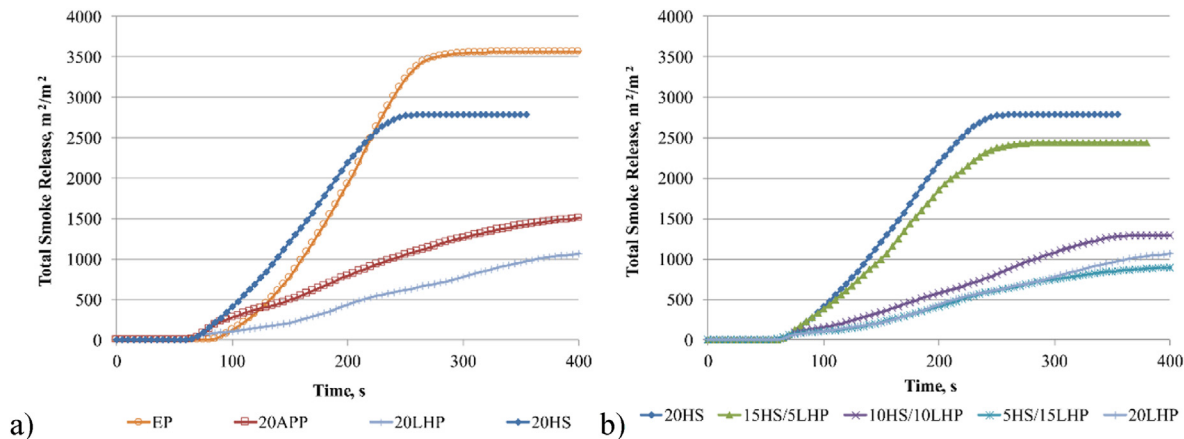 4000
3500
3000
2500
2000
1500
1000
500
0
Total Smoke Release, m²/m²
0 100 200 300 400
Time, s
EP 20APP 20LHP 20HS
a)
4000
3500
3000
2500
2000
1500
1000
500
0
Total Smoke Release, m²/m²
0 100 200 300 400
Time, s
20HS 15HS/5LHP 10HS/10LHP 5HS/15LHP 20LHP
b)